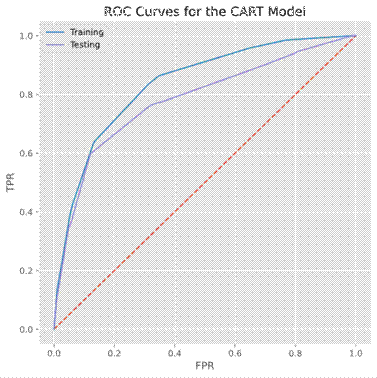 ROC Curves for the CART Model
Training
Testing
1.0
0.8
0.6
0.4
0.2
0.0
TPR
0.0 0.2 0.4 0.6 0.8 1.0
FPR